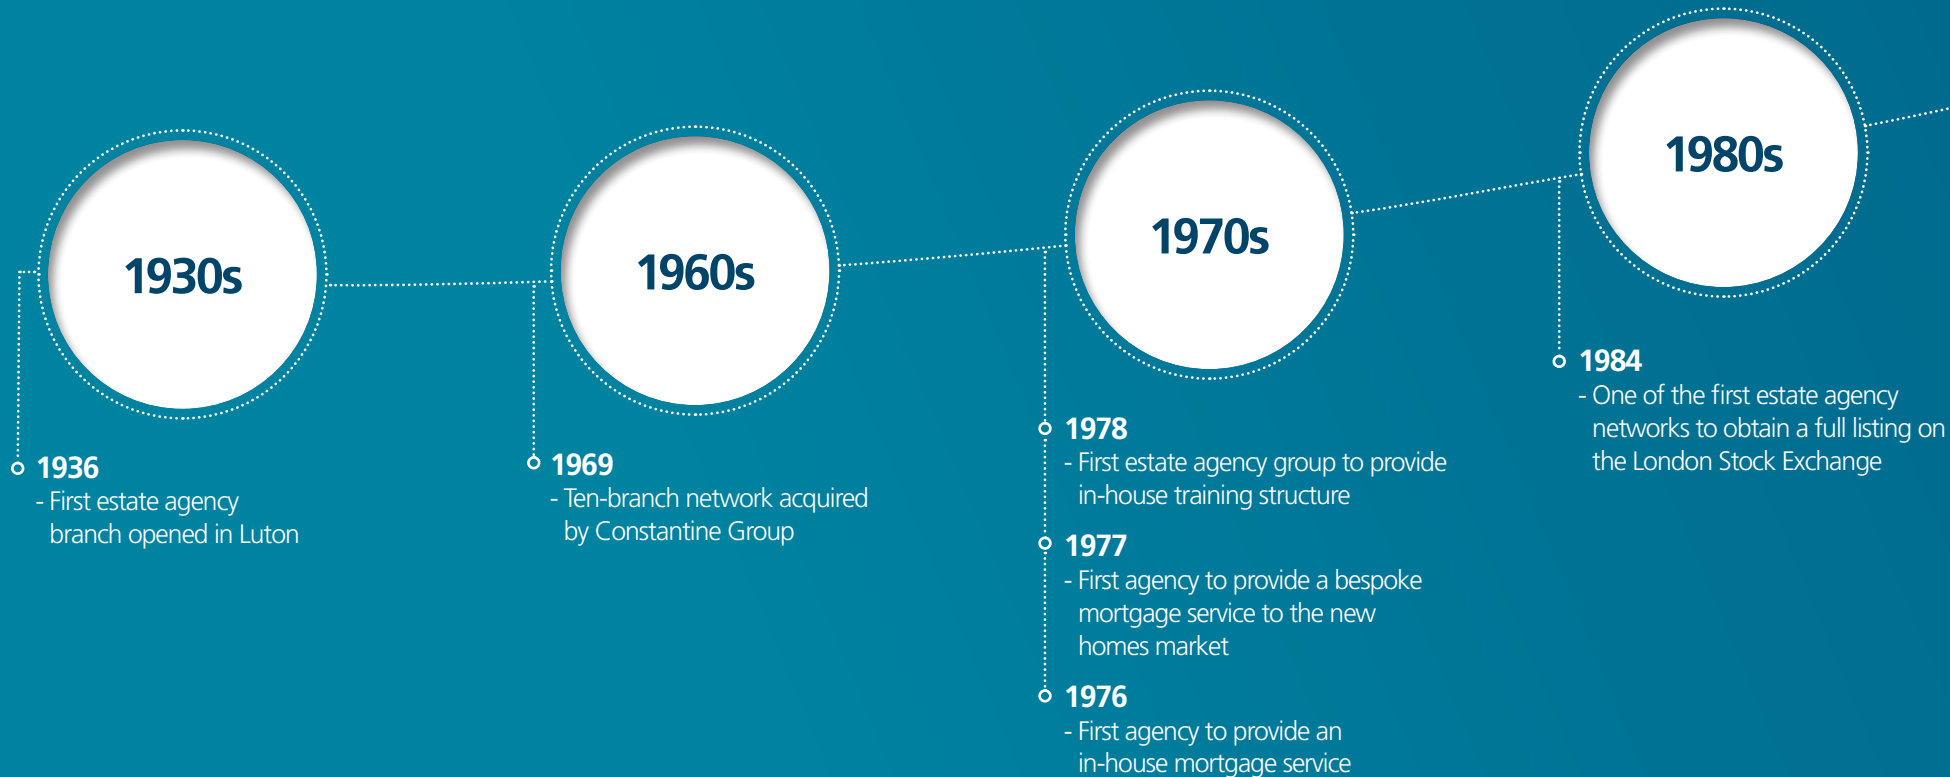 1930s
1936
- First estate agency
branch opened in Luton
1960s
1969
- Ten-branch network acquired
by Constantine Group
1970s
1978
- First estate agency group to provide
in-house training structure
1977
- First agency to provide a bespoke
mortgage service to the new
homes market
1976
- First agency to provide an
in-house mortgage service
1980s
1984
- One of the first estate agency
networks to obtain a full listing on
the London Stock Exchange